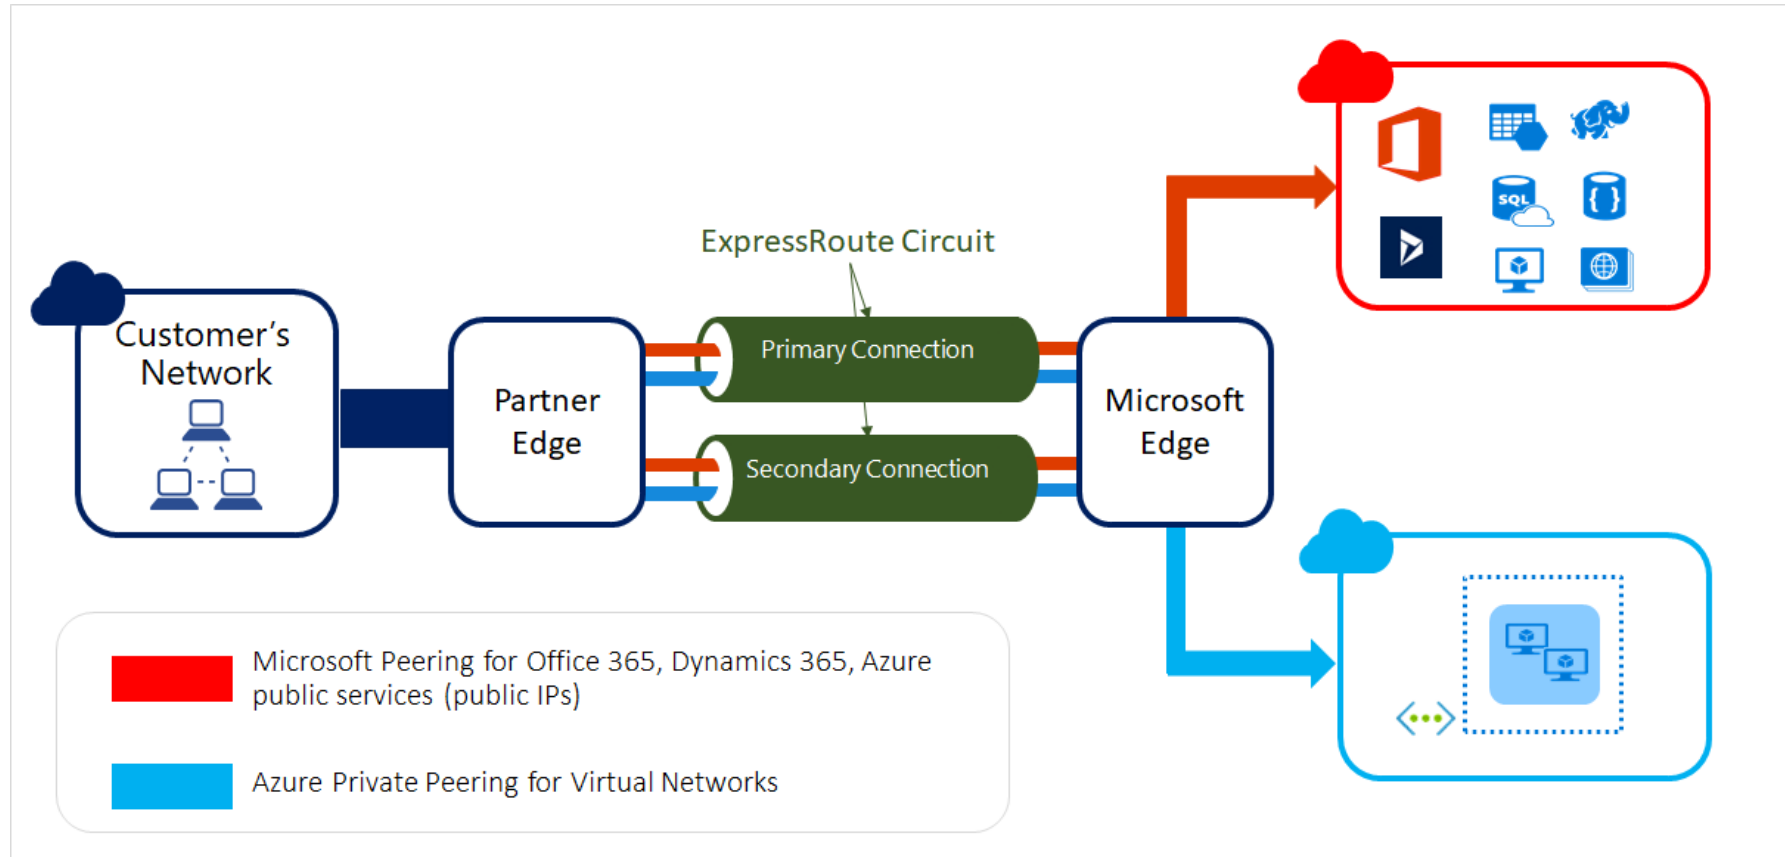 ExpressRoute Circuit
Customer’s
Network
Partner
Edge
Primary Connection
Secondary Connection
Microsoft
Edge
SQL
Microsoft Peering for Office 365, Dynamics 365, Azure
public services (public IPs)
Azure Private Peering for Virtual Networks